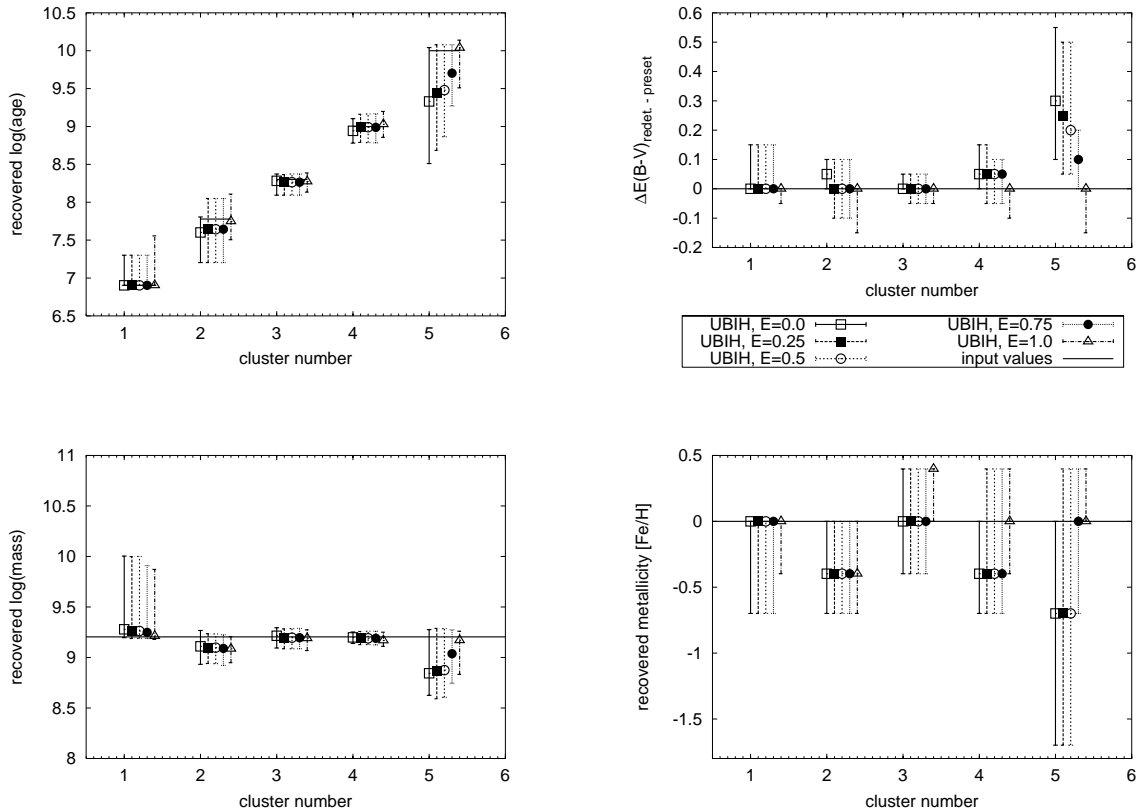 recovered log(age)
10
9.5
9
8.5
8
7.5
7
6.5
1 2 3 4 5 6
cluster number
ΔE(B-V)redet. - preset
0.6
0.5
0.4
0.3
0.2
0.1
0
-0.1
-0.2
1 2 3 4 5 6
cluster number
UBIH, E=0.0
UBIH, E=0.25
UBIH, E=0.5
UBIH, E=0.75
UBIH, E=1.0
input values
recovered log(mass)
11
10.5
10
9.5
9
8.5
8
1 2 3 4 5 6
cluster number
recovered metallicity [Fe/H]
0.5
0
-0.5
-1
-1.5
1 2 3 4 5 6
cluster number